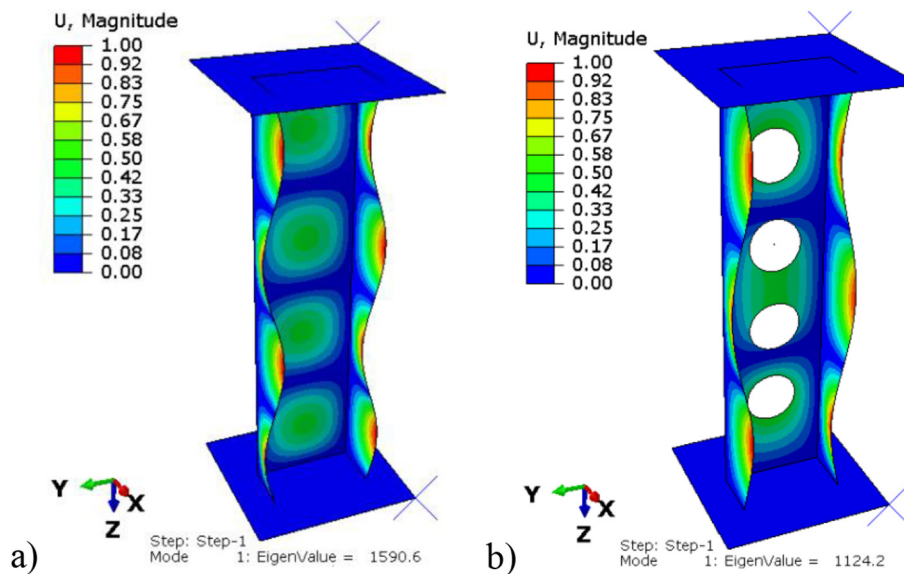 U, Magnitude
1.00
0.92
0.83
0.75
0.67
0.58
0.50
0.42
0.33
0.25
0.17
0.08
0.00
Y
X
Z
Step: Step-1
Mode 1: EigenValue = 1590.6
a)
U, Magnitude
1.00
0.92
0.83
0.75
0.67
0.58
0.50
0.42
0.33
0.25
0.17
0.08
0.00
Y
X
Z
Step: Step-1
Mode 1: EigenValue = 1124.2
b)